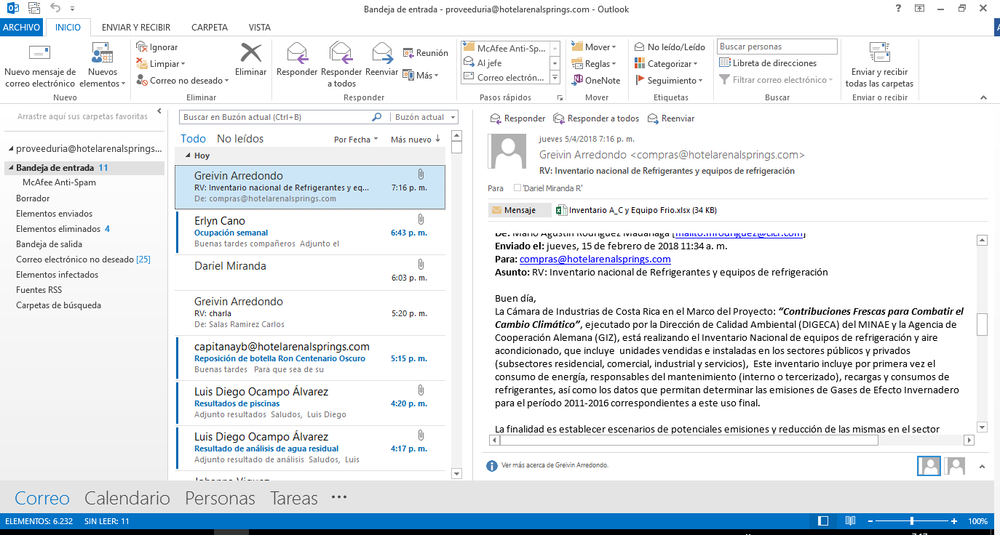 Bandeja de entrada - proveeduria@hotelarenalsprings.com - Outlook
ARCHIVO INICIO ENVIAR Y RECIBIR CARPETA VISTA
Nuevo mensaje de correo electrónico
Nuevos elementos
Nuevo
Ignorar
Limpiar
Correo no deseado
Eliminar
Eliminar
Responder
Responder a todos
Reenviar
Reunión
Más
Responder
McAfee Anti-Sp...
Al jefe
Correo electrón...
Pasos rápidos
Mover
Reglas
OneNote
Mover
No leído/Leído
Categorizar
Seguimiento
Etiquetas
Buscar personas
Libreta de direcciones
Filtrar correo electrónico
Buscar
Enviar y recibir todas las carpetas
Enviar o recibir
Arrastre aquí sus carpetas favoritas
proveeduria@hotelarenalsprings...
Bandeja de entrada 11
McAfee Anti-Spam
Borrador
Elementos enviados
Elementos eliminados 4
Bandeja de salida
Correo electrónico no deseado [25]
Elementos infectados
Fuentes RSS
Carpetas de búsqueda
Buscar en Buzón actual (Ctrl+B) Buzón actual
Todo No leídos Por Fecha Más nuevo
Hoy
Greivin Arredondo
RV: Inventario nacional de Refrigerantes y eq... 7:16 p. m.
De: compras@hotelarenalsprings.com
Erlyn Cano
Ocupación semanal 6:43 p. m.
Buenas tardes compañeros Adjunto el
Dariel Miranda
6:03 p. m.
Greivin Arredondo
RV: charla 5:20 p. m.
De: Salas Ramirez Carlos
capitanayb@hotelarenalsprings.com
Reposición de botella Ron Centenario Oscuro 5:15 p. m.
Buenas tardes Para que sea de su
Luis Diego Ocampo Álvarez
Resultados de piscinas 4:20 p. m.
Adjunto resultados Saludos, Luis Diego
Luis Diego Ocampo Álvarez
Resultado de análisis de agua residual 4:17 p. m.
Adjunto resultado de análisis Saludos, Luis
Responder Responder a todos Reenviar
jueves 5/4/2018 7:16 p. m.
Greivin Arredondo <compras@hotelarenalsprings.com>
RV: Inventario nacional de Refrigerantes y equipos de refrigeración
Para 'Dariel Miranda R'
Mensaje Inventario A_C y Equipo Frio.xlsx (34 KB)
De: Mario Agustin Rodriguez Madariaga [mailto:mrodriguez@cicr.com]
Enviado el: jueves, 15 de febrero de 2018 11:34 a. m.
Para: compras@hotelarenalsprings.com
Asunto: RV: Inventario nacional de Refrigerantes y equipos de refrigeración
Buen día,
La Cámara de Industrias de Costa Rica en el Marco del Proyecto: “Contribuciones Frescas para Combatir el
Cambio Climático”, ejecutado por la Dirección de Calidad Ambiental (DIGECA) del MINAE y la Agencia de
Cooperación Alemana (GIZ), está realizando el Inventario Nacional de equipos de refrigeración y aire
acondicionado, que incluye unidades vendidas e instaladas en los sectores públicos y privados
(subsectores residencial, comercial, industrial y servicios), Este inventario incluye por primera vez el
consumo de energía, responsables del mantenimiento (interno o tercerizado), recargas y consumos de
refrigerantes, así como los datos que permitan determinar las emisiones de Gases de Efecto Invernadero
para el período 2011-2016 correspondientes a este uso final.
La finalidad es establecer escenarios de potenciales emisiones y reducción de las mismas en el sector
Ver más acerca de Greivin Arredondo.
Correo Calendario Personas Tareas
ELEMENTOS: 6.232 SIN LEER: 11 100%